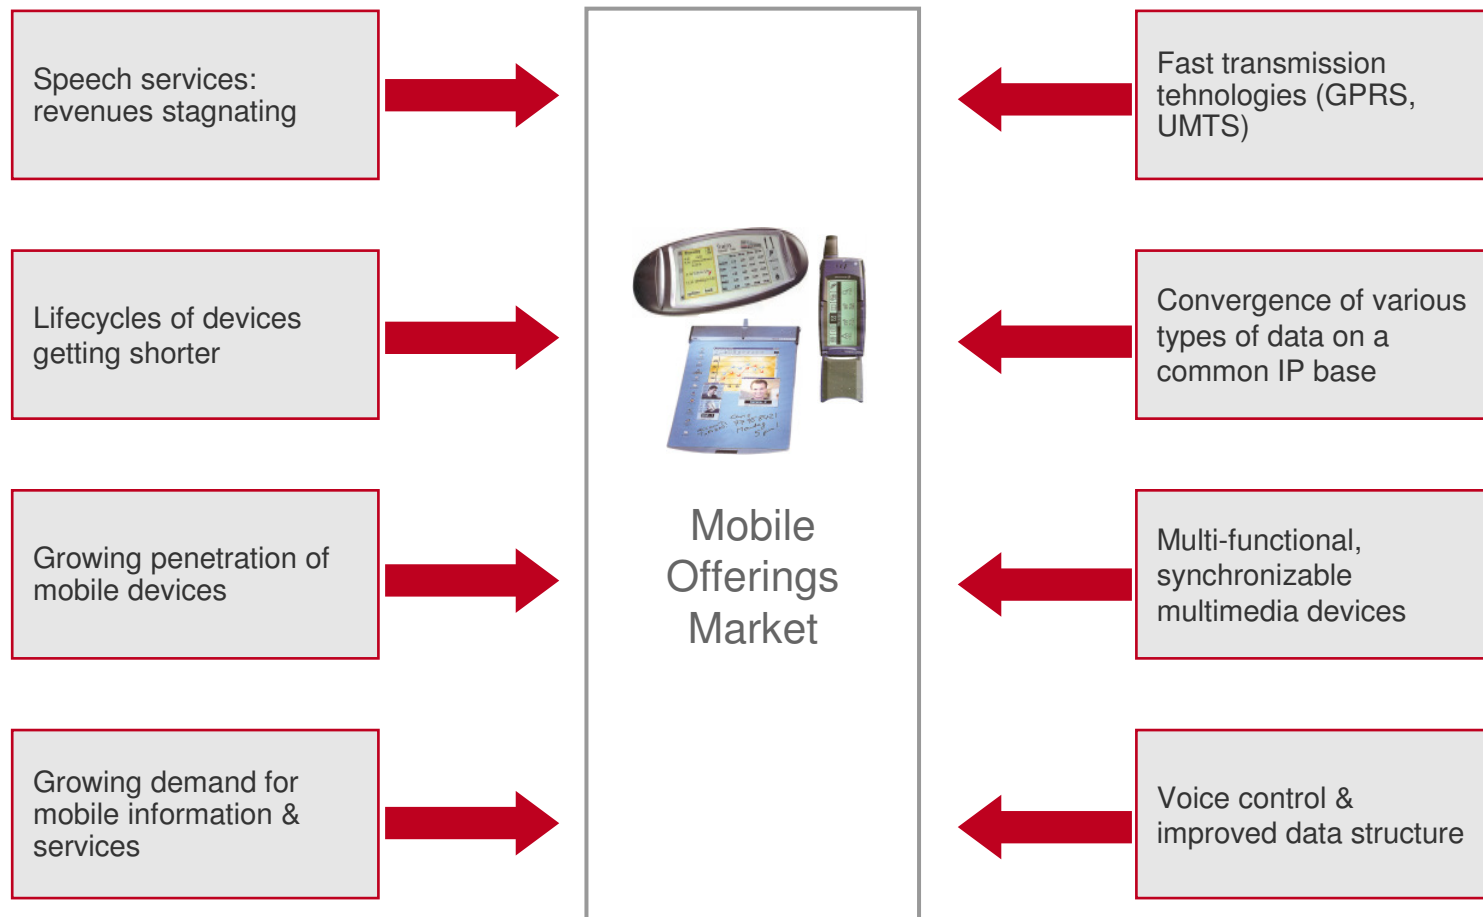 Speech services:
revenues stagnating
Lifecycles of devices
getting shorter
Growing penetration of
mobile devices
Growing demand for
mobile information &
services
Mobile
Offerings
Market
Fast transmission
tehnologies (GPRS,
UMTS)
Convergence of various
types of data on a
common IP base
Multi-functional,
synchronizable
multimedia devices
Voice control &
improved data structure